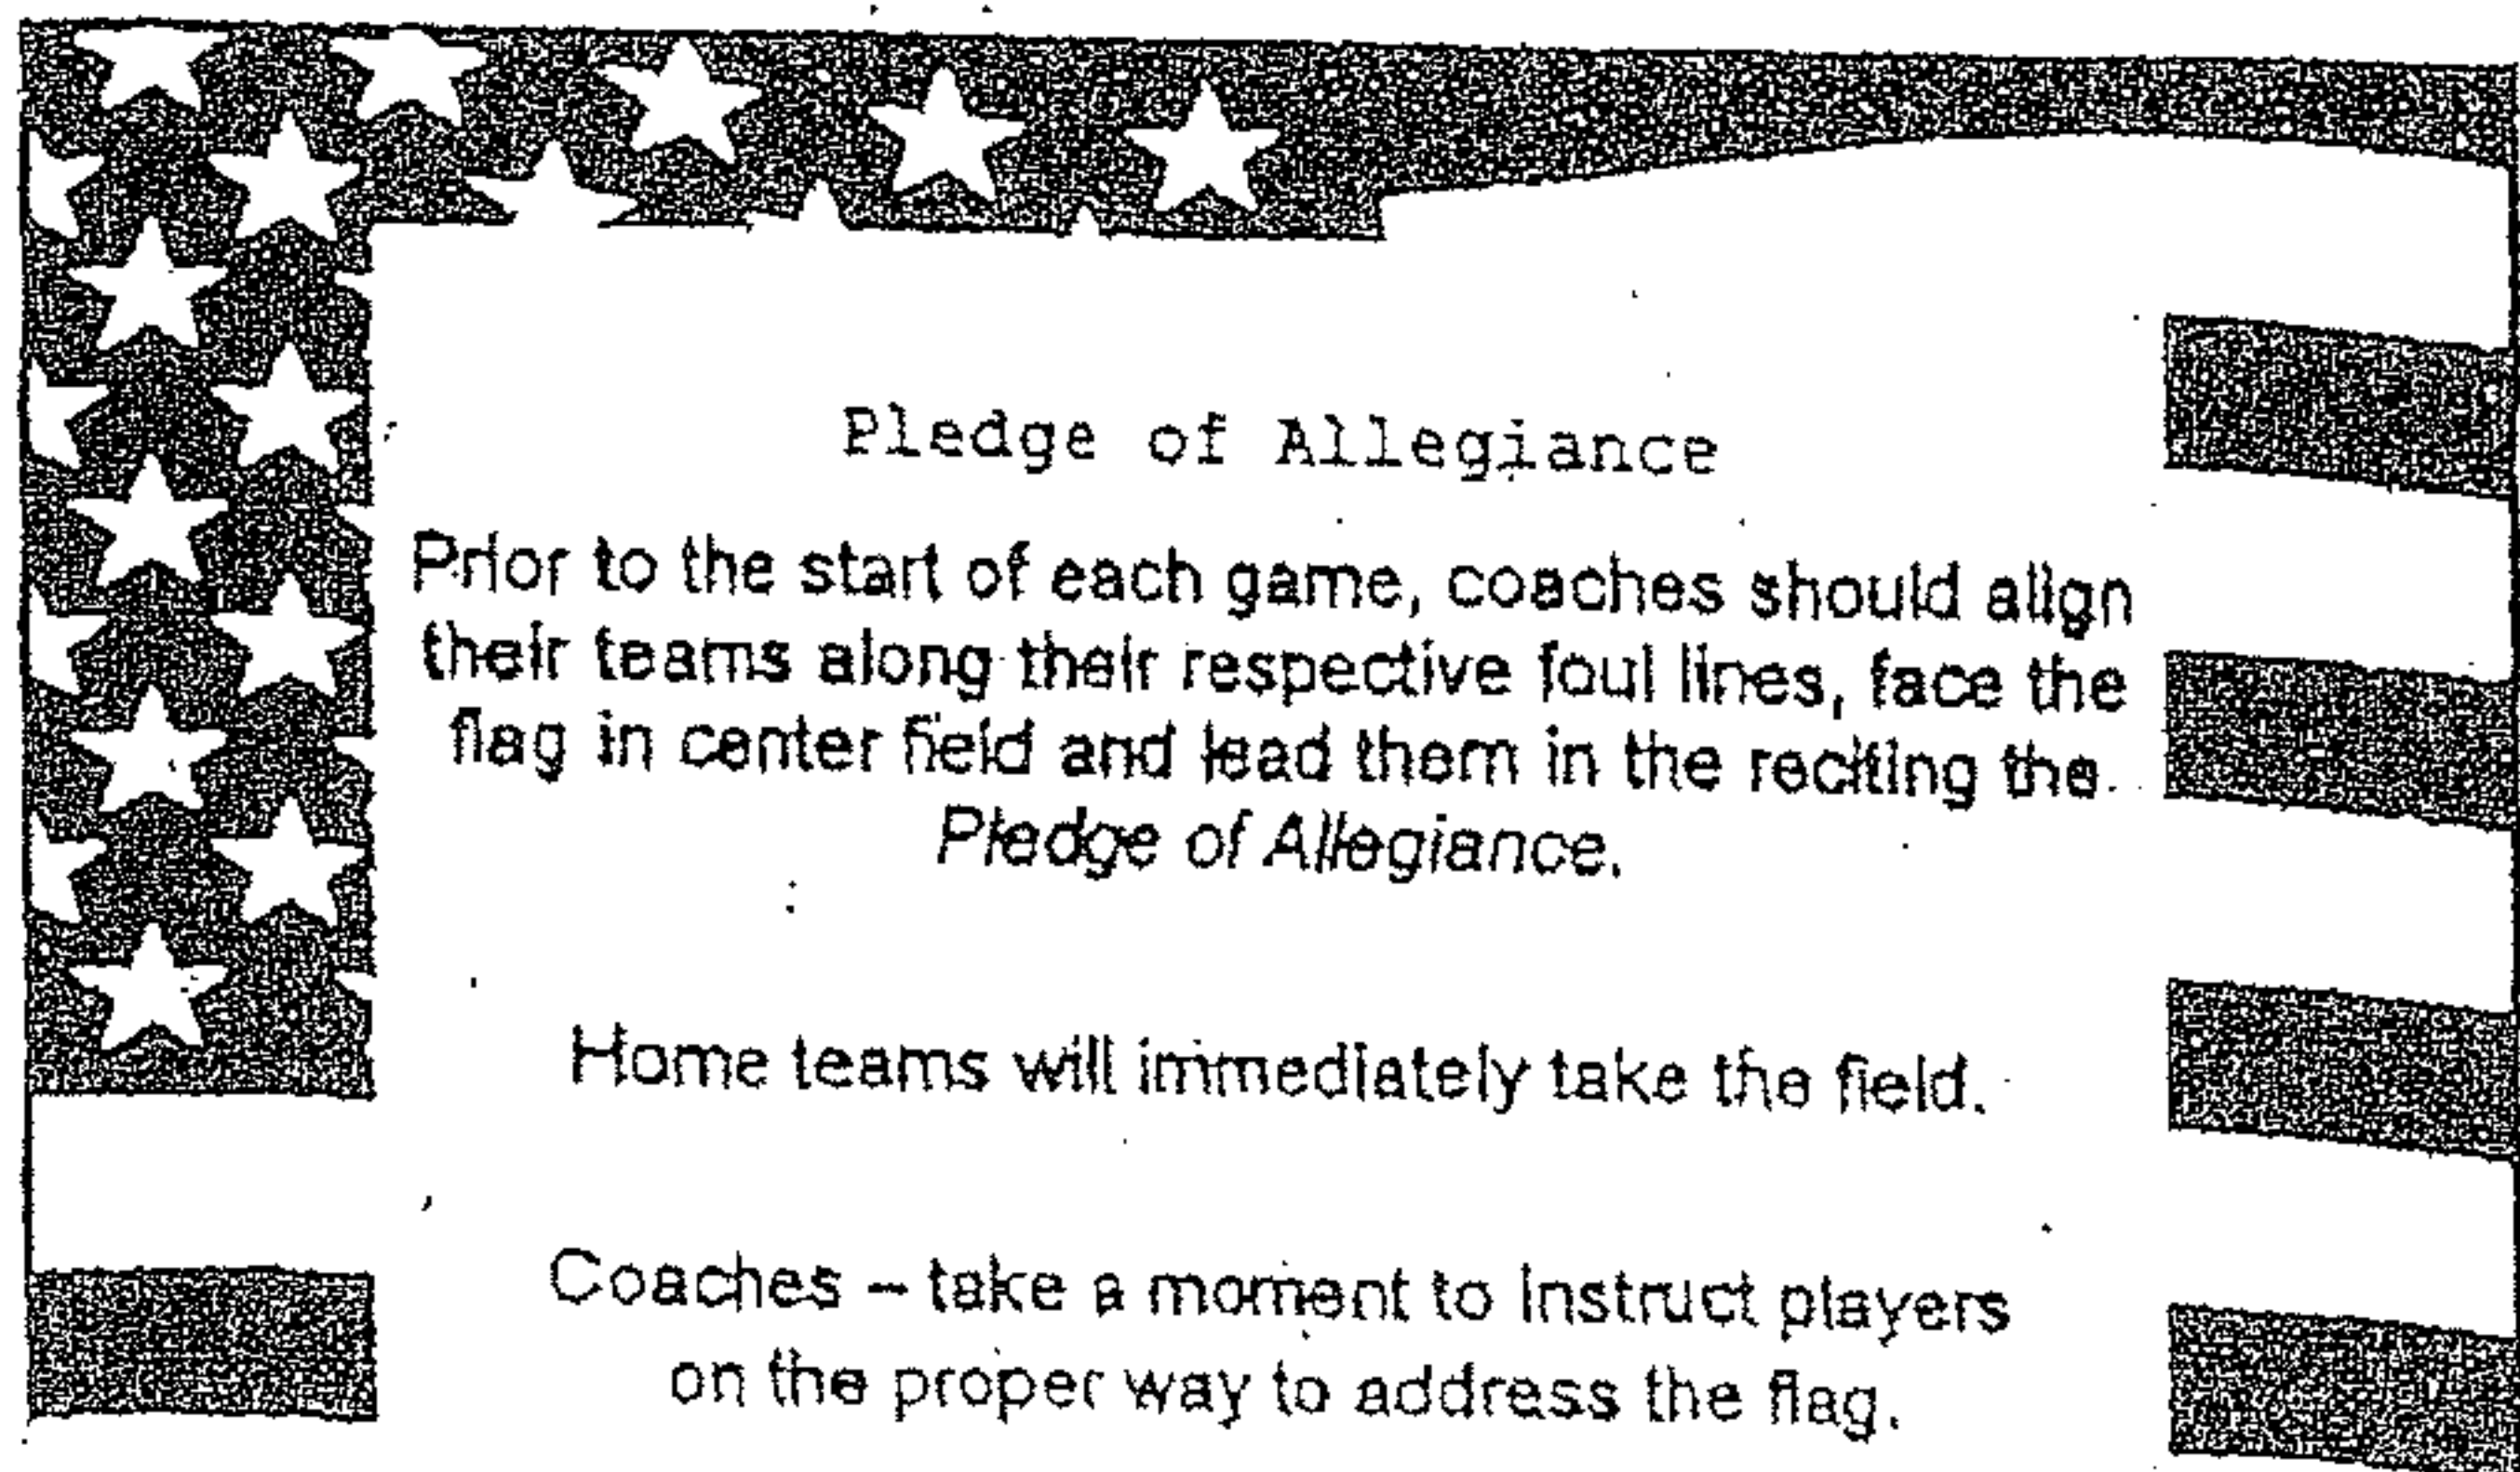 Pledge of Allegiance
Prior to the start of each game, coaches should align
their teams along their respective foul lines, face the
flag in center field and lead them in the reciting the
Pledge of Allegiance.
Home teams will immediately take the field.
Coaches – take a moment to instruct players
on the proper way to address the flag.